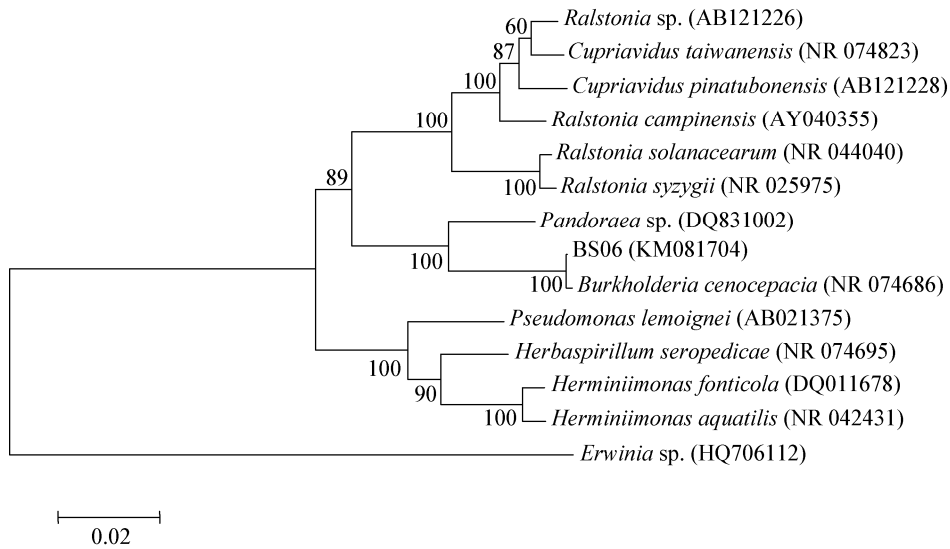 60 Ralstonia sp. (AB121226)
87 Cupriavidus taiwanensis (NR 074823)
100 Cupriavidus pinatubonensis (AB121228)
100 Ralstonia campinensis (AY040355)
Ralstonia solanacearum (NR 044040)
89 100 Ralstonia syzygii (NR 025975)
Pandoraea sp. (DQ831002)
100 BS06 (KM081704)
100 Burkholderia cenocepacia (NR 074686)
Pseudomonas lemoignei (AB021375)
100 Herbaspirillum seropedicae (NR 074695)
90 Herminiimonas fonticola (DQ011678)
100 Herminiimonas aquatilis (NR 042431)
Erwinia sp. (HQ706112)
0.02